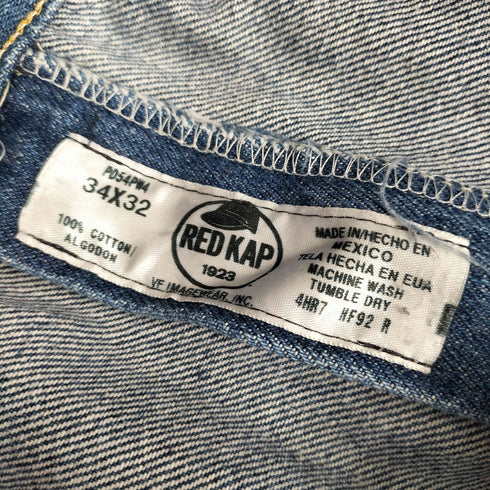 PD54PW4
34X32
100% COTTON/
ALGODON
RED KAP
1923
VF IMAGEWEAR, INC.
MADE IN/HECHO EN
MEXICO
TELA HECHA EN EUA
MACHINE WASH
TUMBLE DRY
4HR7 HF92 R